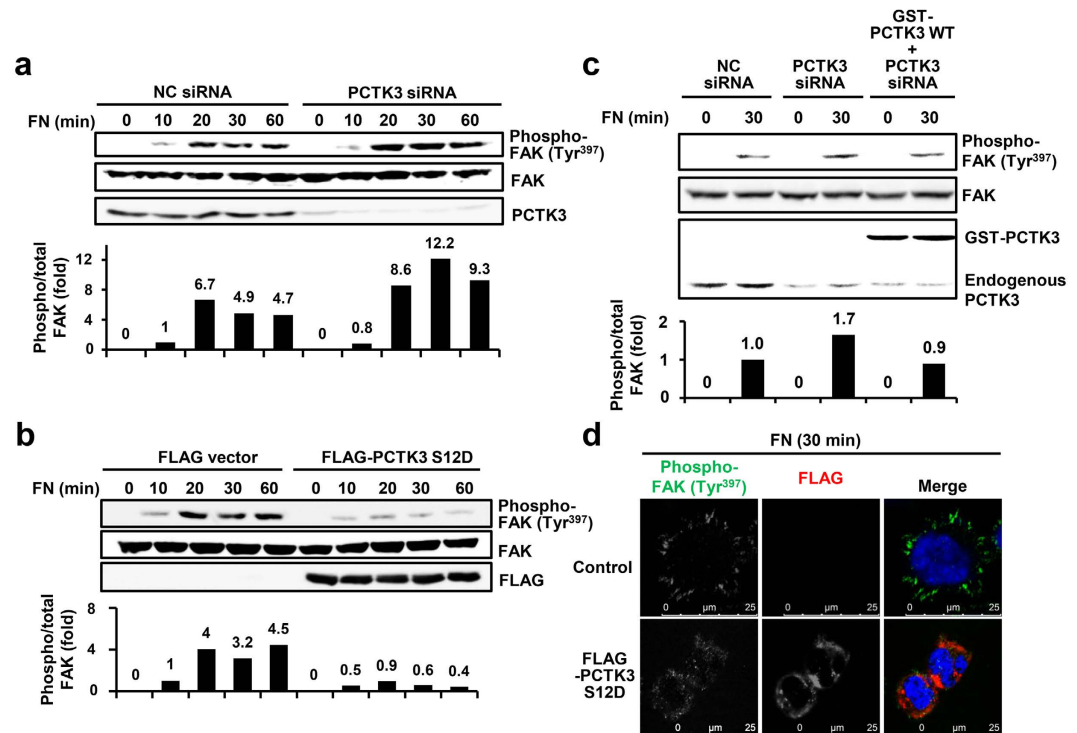 a
NC siRNA PCTK3 siRNA
FN (min) 0 10 20 30 60 0 10 20 30 60
Phospho-
FAK (Tyr397)
FAK
PCTK3
Phospho/total
FAK (fold)
12
8
4
0
0 1 6.7 4.9 4.7 0 0.8 8.6 12.2 9.3
b
FLAG vector FLAG-PCTK3 S12D
FN (min) 0 10 20 30 60 0 10 20 30 60
Phospho-
FAK (Tyr397)
FAK
FLAG
Phospho/total
FAK (fold)
8
4
0
0 1 4 3.2 4.5 0 0.5 0.9 0.6 0.4
c
NC
siRNA
PCTK3
siRNA
GST-
PCTK3 WT
+
PCTK3
siRNA
FN (min) 0 30 0 30 0 30
Phospho-
FAK (Tyr397)
FAK
GST-PCTK3
Endogenous
PCTK3
Phospho/total
FAK (fold)
2
1
0
0 1.0 0 1.7 0 0.9
d
FN (30 min)
Phospho-
FAK (Tyr397)
FLAG
Merge
Control
0 µm 25
0 µm 25
0 µm 25
FLAG
-PCTK3
S12D
0 µm 25
0 µm 25
0 µm 25